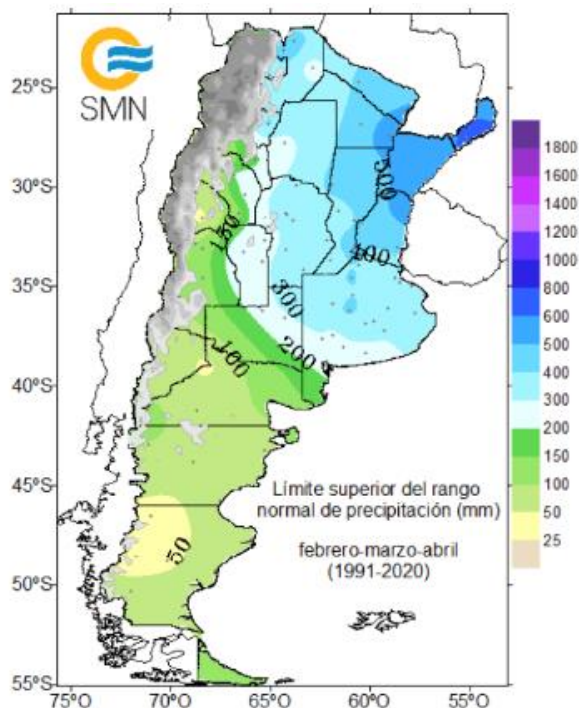 SMN
25°S
30°S
35°S
40°S
45°S
50°S
55°S
75°O
70°O
65°O
60°O
55°O
500
150
400
300
200
100
50
Límite superior del rango
normal de precipitación (mm)
febrero-marzo-abril
(1991-2020)
1800
1600
1400
1200
1000
800
600
500
400
300
200
150
100
50
25